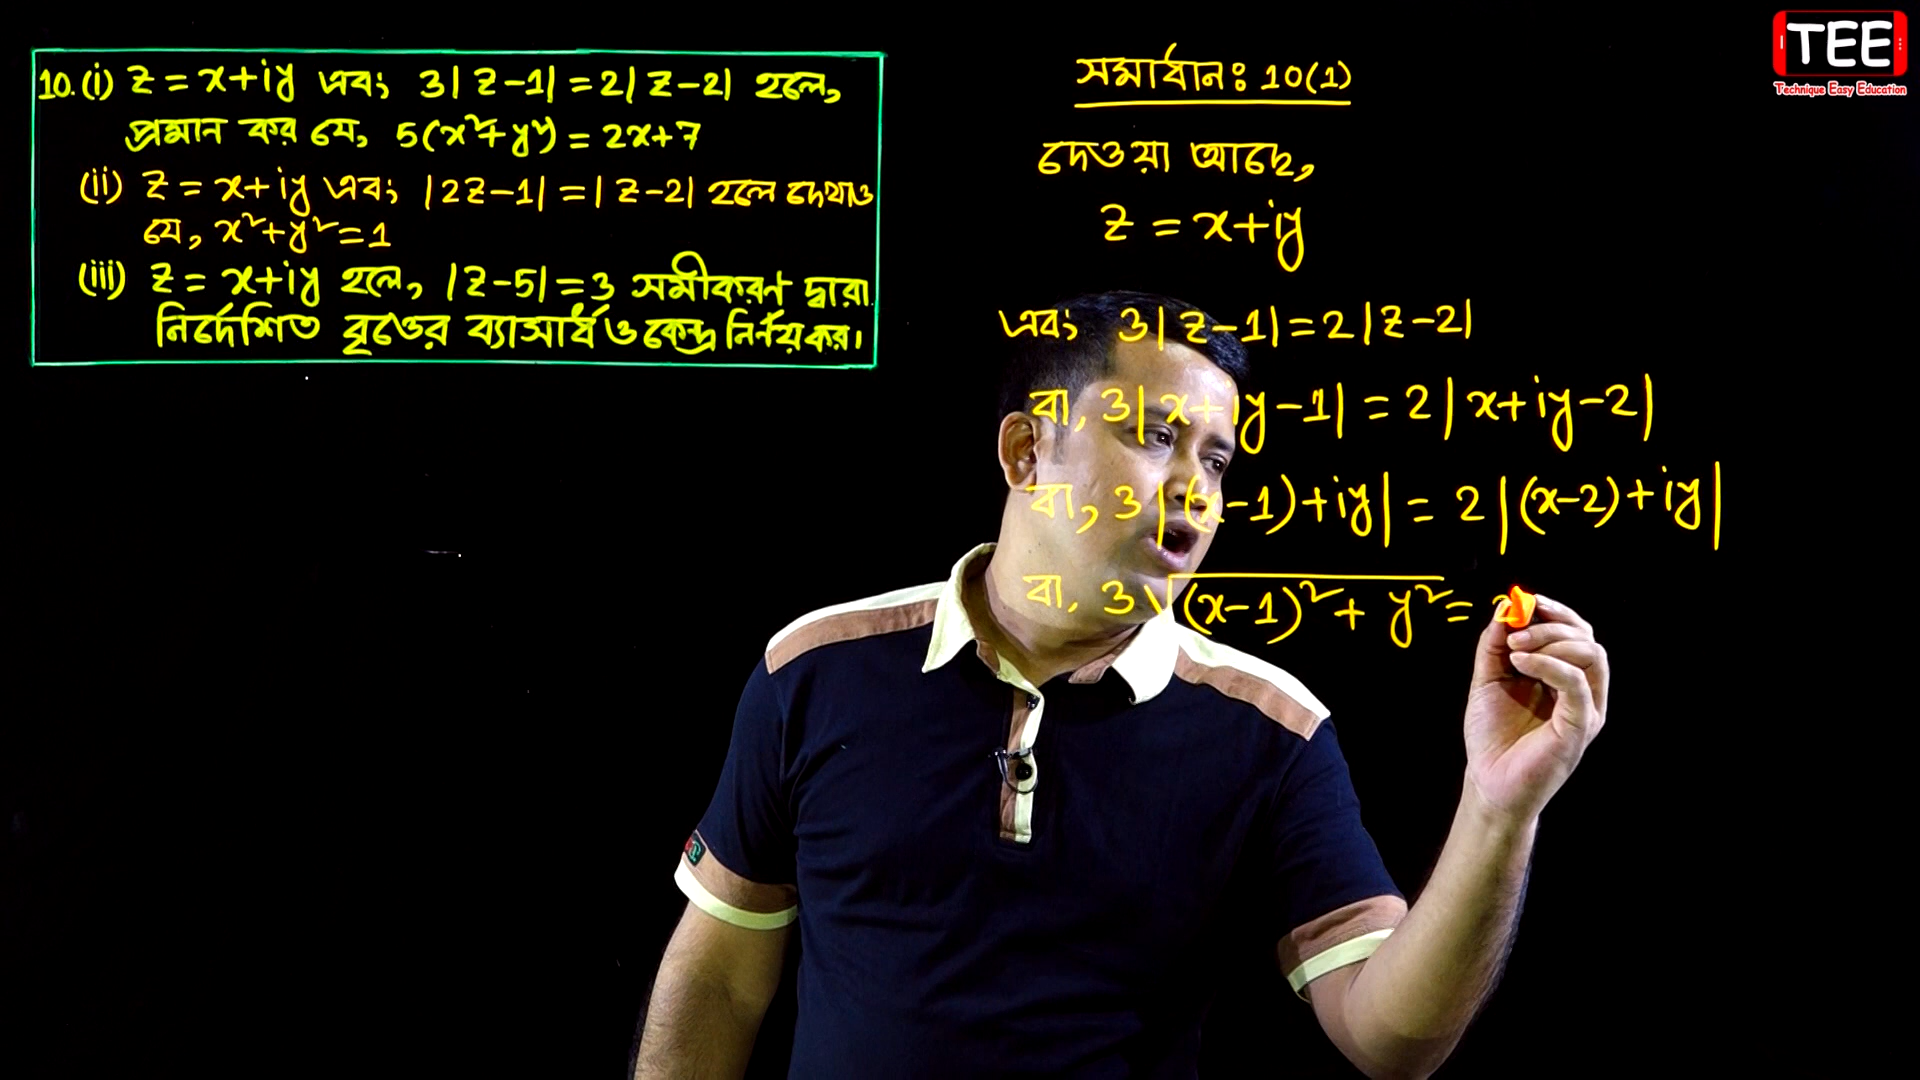 10. (i) z = x+iy এবং 3|z-1| = 2|z-2| হলে,
প্রমান কর যে, 5(x²+y²) = 2x+7
(ii) z = x+iy এবং |2z-1| = |z-2| হলে দেখাও
যে, x²+y²=1
(iii) z = x+iy হলে, |z-5| = 3 সমীকরণ দ্বারা
নির্দেশিত বৃত্তের ব্যাসার্ধ ও কেন্দ্র নির্ণয় কর।
সমাধান: 10(1)
দেওয়া আছে,
z = x+iy
এবং 3|z-1| = 2|z-2|
বা, 3|x+iy-1| = 2|x+iy-2|
বা, 3|(x-1)+iy| = 2|(x-2)+iy|
বা, 3√(x-1)²+y² = 2
TEE
Technique Easy Education